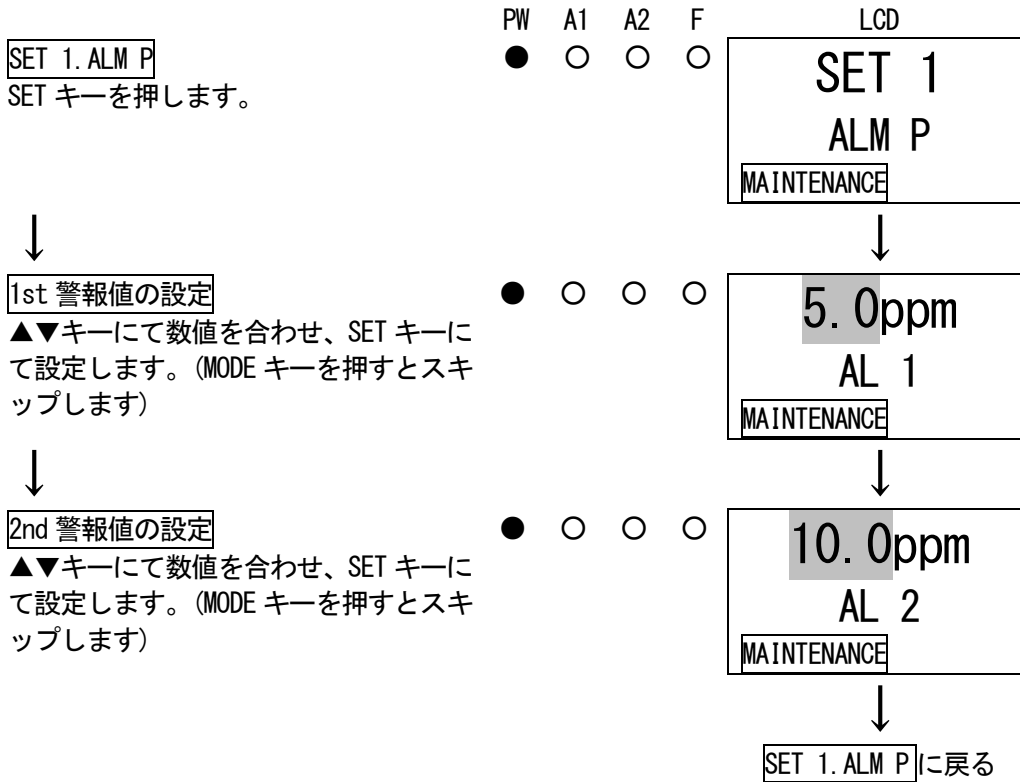 PW A1 A2 F LCD
SET 1.ALM P ● ○ ○ ○ SET 1
SET キーを押します。 ALM P
MAINTENANCE
↓ ↓
1st 警報値の設定 ● ○ ○ ○ 5.0ppm
▲▼キーにて数値を合わせ、SET キーに
て設定します。(MODE キーを押すとスキ AL 1
ップします) MAINTENANCE
↓ ↓
2nd 警報値の設定 ● ○ ○ ○ 10.0ppm
▲▼キーにて数値を合わせ、SET キーに
て設定します。(MODE キーを押すとスキ AL 2
ップします) MAINTENANCE
↓
SET 1.ALM P に戻る